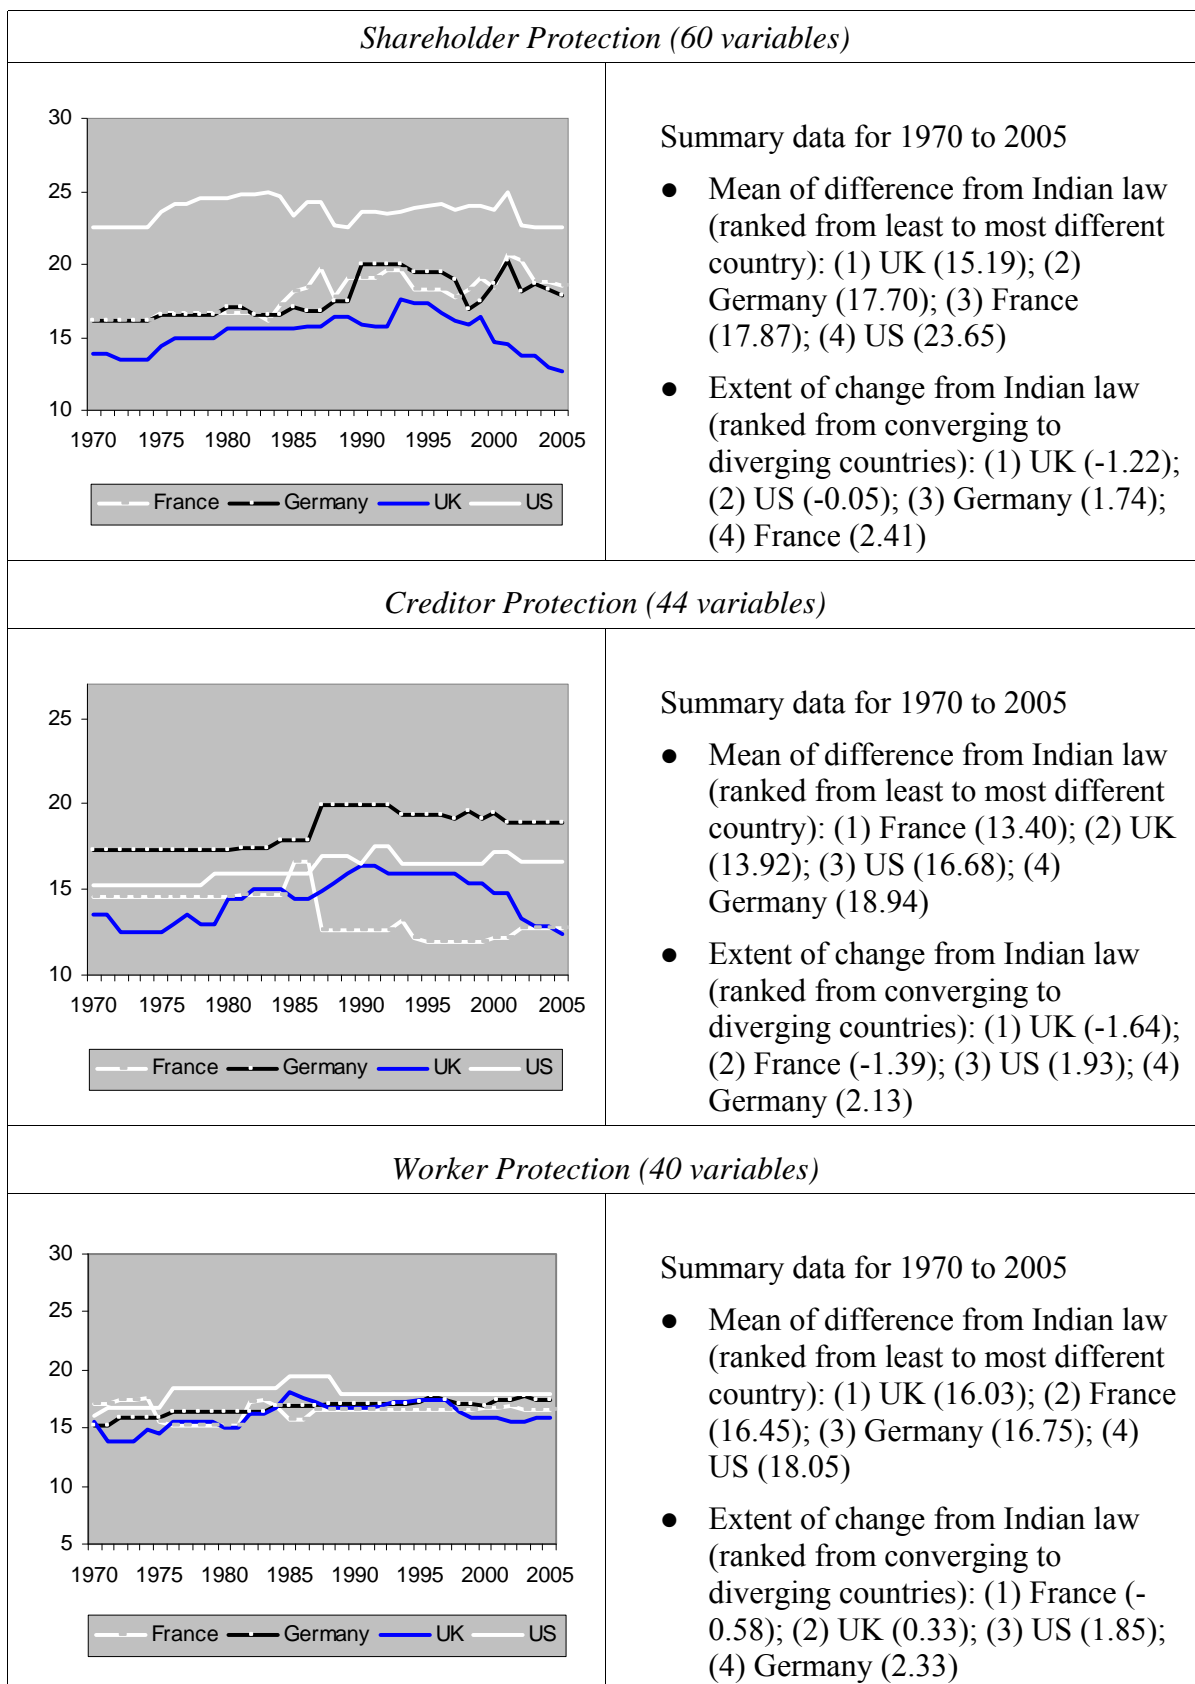 Shareholder Protection (60 variables)
30
25
20
15
10
1970 1975 1980 1985 1990 1995 2000 2005
France Germany UK US
Summary data for 1970 to 2005
● Mean of difference from Indian law
(ranked from least to most different
country): (1) UK (15.19); (2)
Germany (17.70); (3) France
(17.87); (4) US (23.65)
● Extent of change from Indian law
(ranked from converging to
diverging countries): (1) UK (-1.22);
(2) US (-0.05); (3) Germany (1.74);
(4) France (2.41)
Creditor Protection (44 variables)
25
20
15
10
1970 1975 1980 1985 1990 1995 2000 2005
France Germany UK US
Summary data for 1970 to 2005
● Mean of difference from Indian law
(ranked from least to most different
country): (1) France (13.40); (2) UK
(13.92); (3) US (16.68); (4)
Germany (18.94)
● Extent of change from Indian law
(ranked from converging to
diverging countries): (1) UK (-1.64);
(2) France (-1.39); (3) US (1.93); (4)
Germany (2.13)
Worker Protection (40 variables)
30
25
20
15
10
5
1970 1975 1980 1985 1990 1995 2000 2005
France Germany UK US
Summary data for 1970 to 2005
● Mean of difference from Indian law
(ranked from least to most different
country): (1) UK (16.03); (2) France
(16.45); (3) Germany (16.75); (4)
US (18.05)
● Extent of change from Indian law
(ranked from converging to
diverging countries): (1) France (-
0.58); (2) UK (0.33); (3) US (1.85);
(4) Germany (2.33)